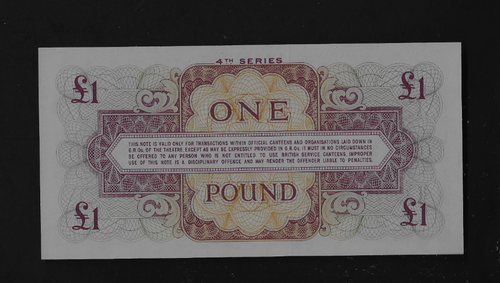 4TH SERIES
£1 £1
ONE
THIS NOTE IS VALID ONLY FOR TRANSACTIONS WITHIN OFFICIAL CANTEENS AND ORGANISATIONS LAID DOWN IN
G.R.Os. OF THE THEATRE EXCEPT AS MAY BE EXPRESSLY PROVIDED IN G.R.Os. IT MUST IN NO CIRCUMSTANCES
BE OFFERED TO ANY PERSON WHO IS NOT ENTITLED TO USE BRITISH SERVICE CANTEENS. IMPROPER
USE OF THIS NOTE IS A DISCIPLINARY OFFENCE AND MAY RENDER THE OFFENDER LIABLE TO PENALTIES.
POUND
£1 £1